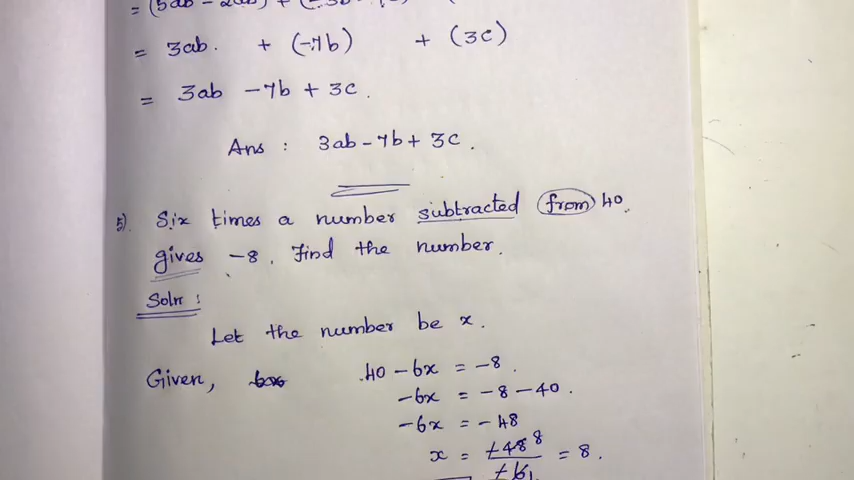 = 3ab. + (-7b) + (3c)
= 3ab - 7b + 3c.
Ans : 3ab - 7b + 3c.
5) Six times a number subtracted from 40.
gives -8. Find the number.
Soln :
Let the number be x.
Given, 40 - 6x = -8.
-6x = -8 - 40.
-6x = -48
x = -48 8 / -6 1 = 8.